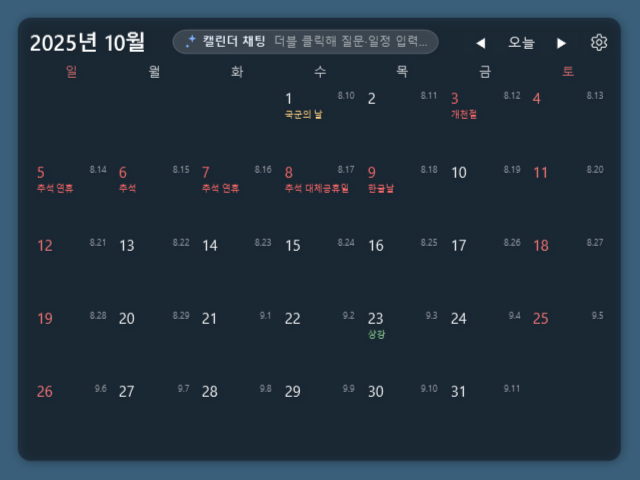 2025년 10월 캘린더 채팅 더블 클릭해 질문·일정 입력... ◀ 오늘 ▶
일 월 화 수 목 금 토
1 8.10 2 8.11 3 8.12 4 8.13
국군의 날 개천절
5 8.14 6 8.15 7 8.16 8 8.17 9 8.18 10 8.19 11 8.20
추석 연휴 추석 추석 연휴 추석 대체공휴일 한글날
12 8.21 13 8.22 14 8.23 15 8.24 16 8.25 17 8.26 18 8.27
19 8.28 20 8.29 21 9.1 22 9.2 23 9.3 24 9.4 25 9.5
상강
26 9.6 27 9.7 28 9.8 29 9.9 30 9.10 31 9.11